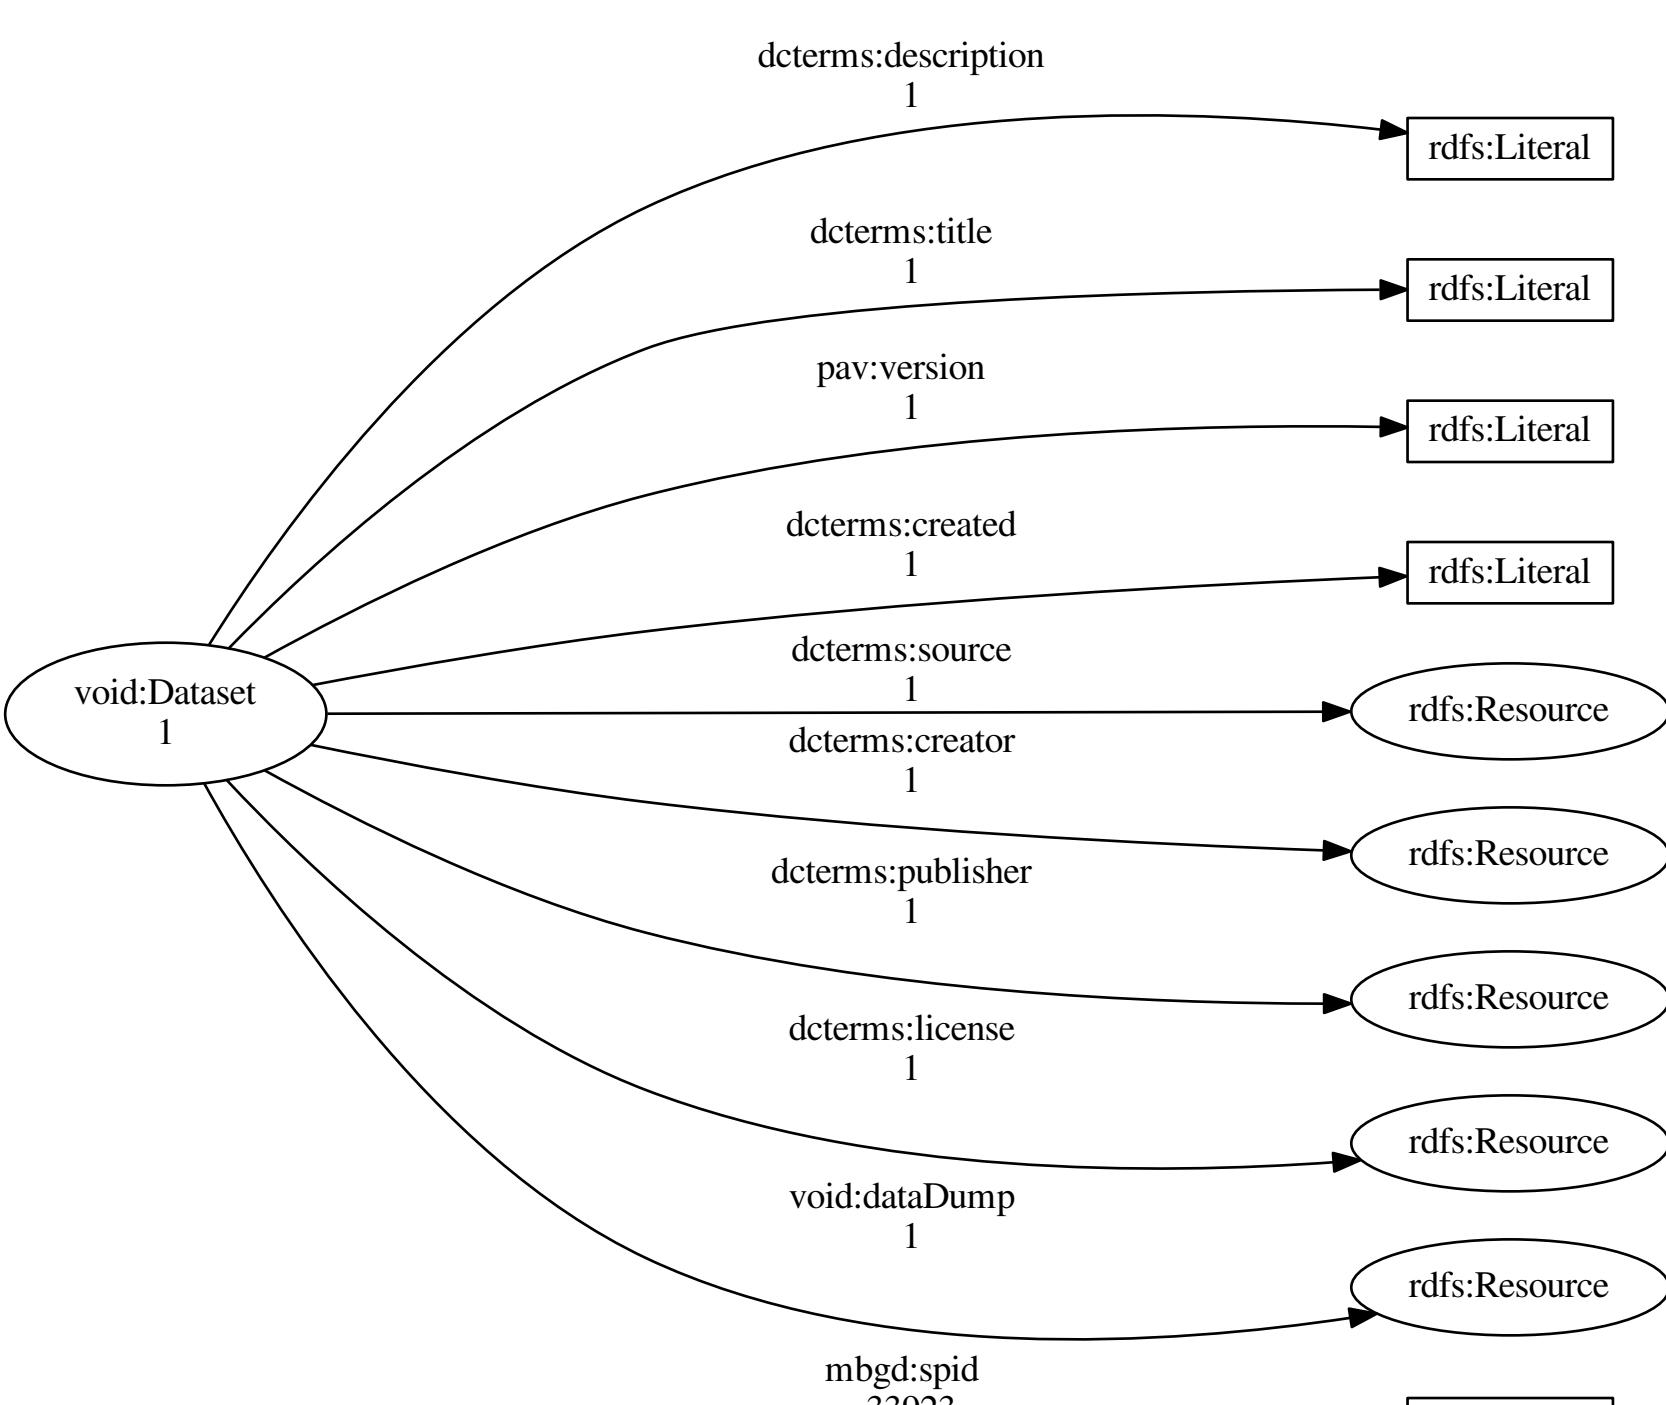 dcterms:description
1
rdfs:Literal
dcterms:title
1
rdfs:Literal
pav:version
1
rdfs:Literal
dcterms:created
1
rdfs:Literal
void:Dataset
1
dcterms:source
1
rdfs:Resource
dcterms:creator
1
rdfs:Resource
dcterms:publisher
1
rdfs:Resource
dcterms:license
1
rdfs:Resource
void:dataDump
1
rdfs:Resource
mbgd:spid